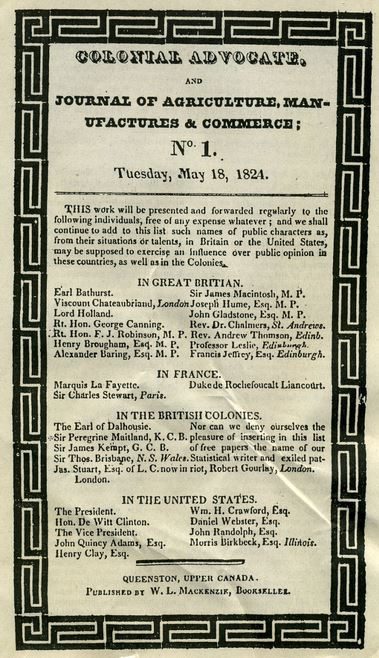 COLONIAL ADVOCATE,
AND
JOURNAL OF AGRICULTURE, MAN-
UFACTURES & COMMERCE;
No. 1.
Tuesday, May 18, 1824.
THIS work will be presented and forwarded regularly to the
following individuals, free of any expense whatever; and we shall
continue to add to this list such names of public characters as,
from their situations or talents, in Britain or the United States,
may be supposed to exercise an influence over public opinion in
these countries, as well as in the Colonies.
IN GREAT BRITIAN.
Earl Bathurst. Sir James Macintosh, M. P.
Viscount Chateaubriand, London Joseph Hume, Esq. M. P.
Lord Holland. John Gladstone, Esq. M. P.
Rt. Hon. George Canning. Rev. Dr. Chalmers, St. Andrews.
Rt. Hon. F. J. Robinson, M. P. Rev. Andrew Thomson, Edinb.
Henry Brougham, Esq. M. P. Professor Leslie, Edinburgh.
Alexander Baring, Esq. M. P. Francis Jeffrey, Esq. Edinburgh.
IN FRANCE.
Marquis La Fayette. Duke de Rochefoucalt Liancourt.
Sir Charles Stewart, Paris.
IN THE BRITISH COLONIES.
The Earl of Dalhousie. Nor can we deny ourselves the
Sir Peregrine Maitland, K. C. B. pleasure of inserting in this list
Sir James Kempt, G. C. B. of free papers the name of our
Sir Thos. Brisbane, N. S. Wales. Statistical writer and exiled pat-
Jas. Stuart, Esq. of L. C. now in riot, Robert Gourlay, London.
London.
IN THE UNITED STATES.
The President. Wm. H. Crawford, Esq.
Hon. De Witt Clinton. Daniel Webster, Esq.
The Vice President. John Randolph, Esq.
John Quincy Adams, Esq. Morris Birkbeck, Esq. Illinois.
Henry Clay, Esq.
QUEENSTON, UPPER CANADA.
PUBLISHED BY W. L. MACKENZIE, BOOKSELLER.